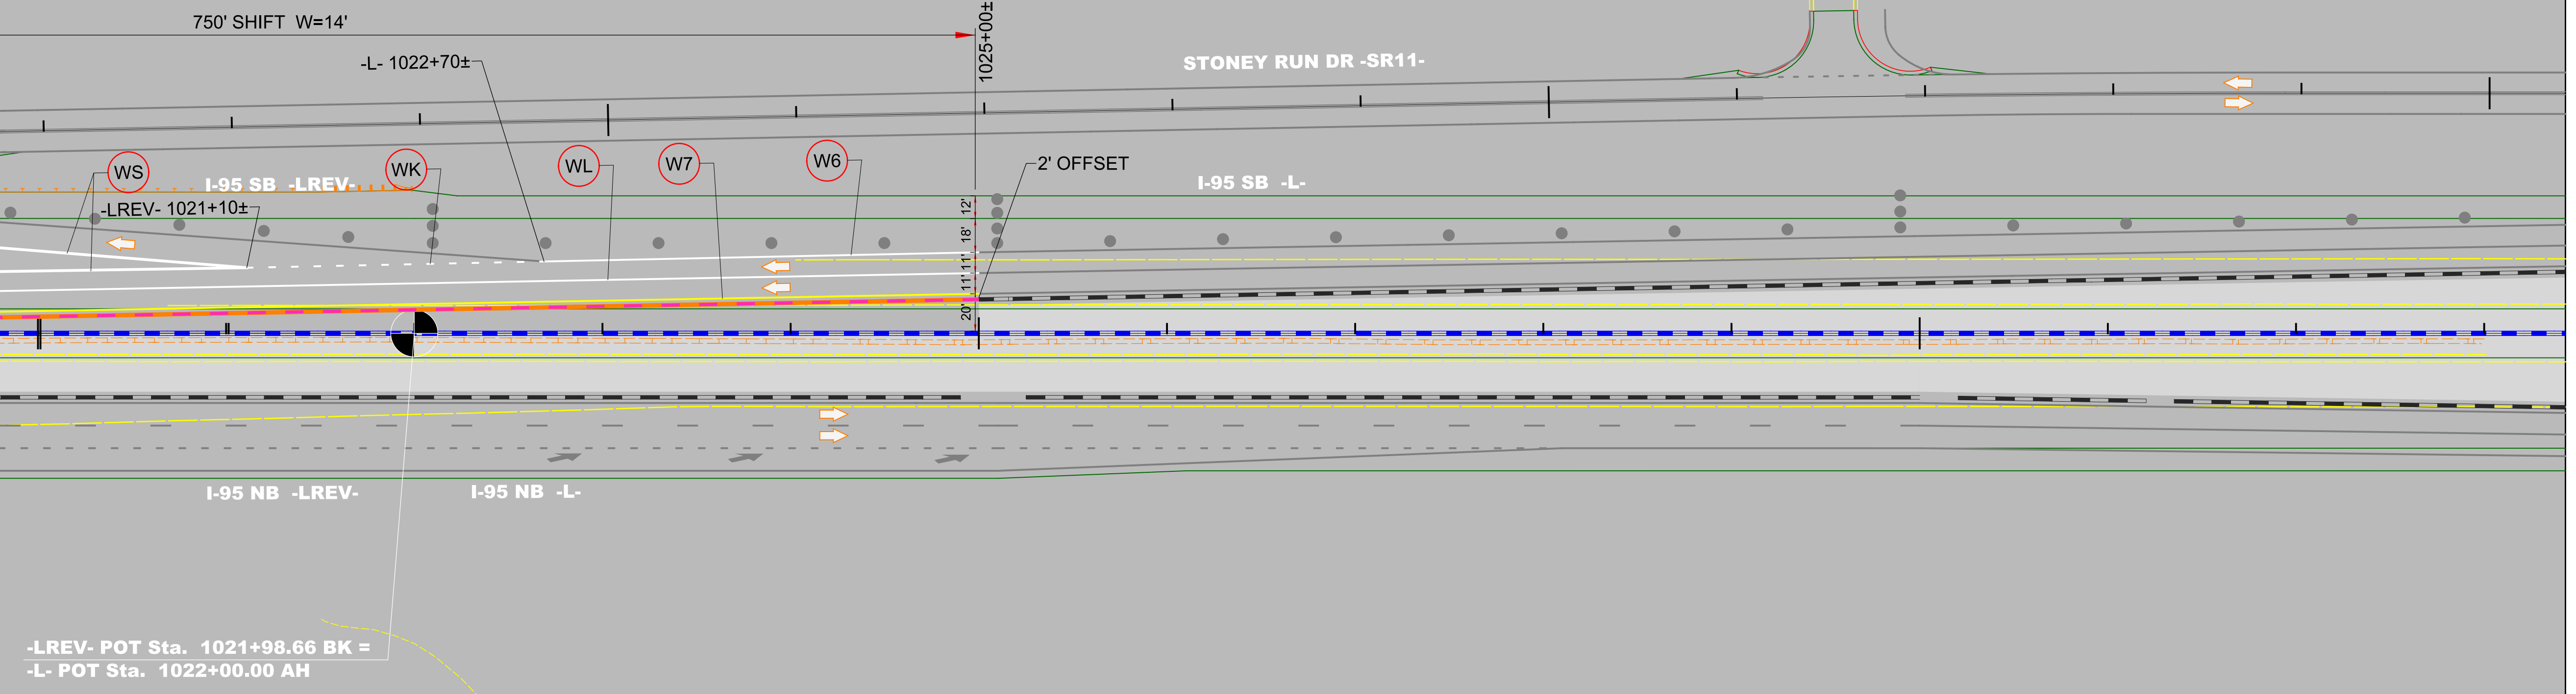 750' SHIFT W=14'
1025+00±
-L- 1022+70±
STONEY RUN DR -SR11-
WS
WK
WL
W7
W6
2' OFFSET
I-95 SB -LREV-
I-95 SB -L-
-LREV- 1021+10±
12'
18'
11'
11'
20'
I-95 NB -LREV-
I-95 NB -L-
-LREV- POT Sta. 1021+98.66 BK =
-L- POT Sta. 1022+00.00 AH